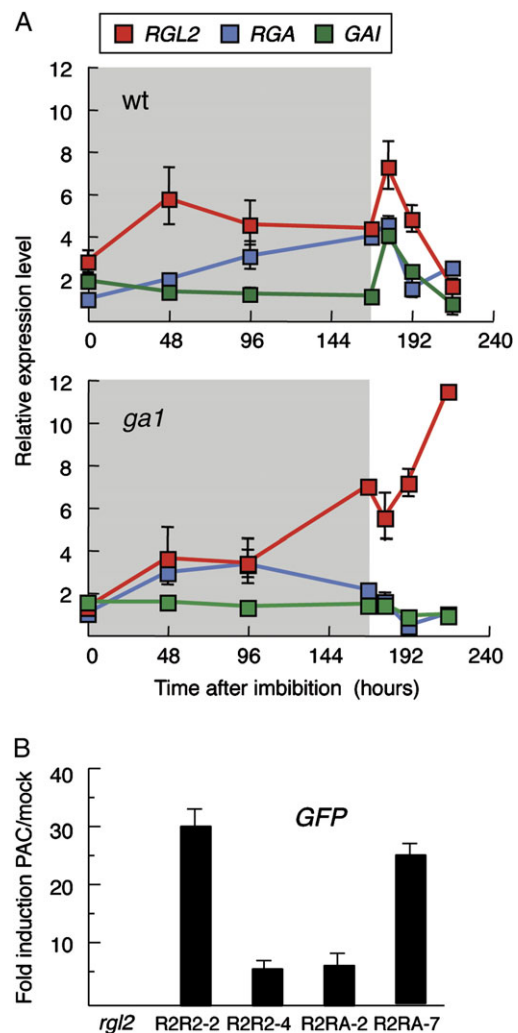 A
RGL2 RGA GAI
12
wt
10
8
6
4
2
0 48 96 144 192 240
Relative expression level
12
ga1
10
8
6
4
2
0 48 96 144 192 240
Time after imbibition (hours)
B
40
GFP
30
20
10
Fold induction PAC/mock
rgl2 R2R2-2 R2R2-4 R2RA-2 R2RA-7